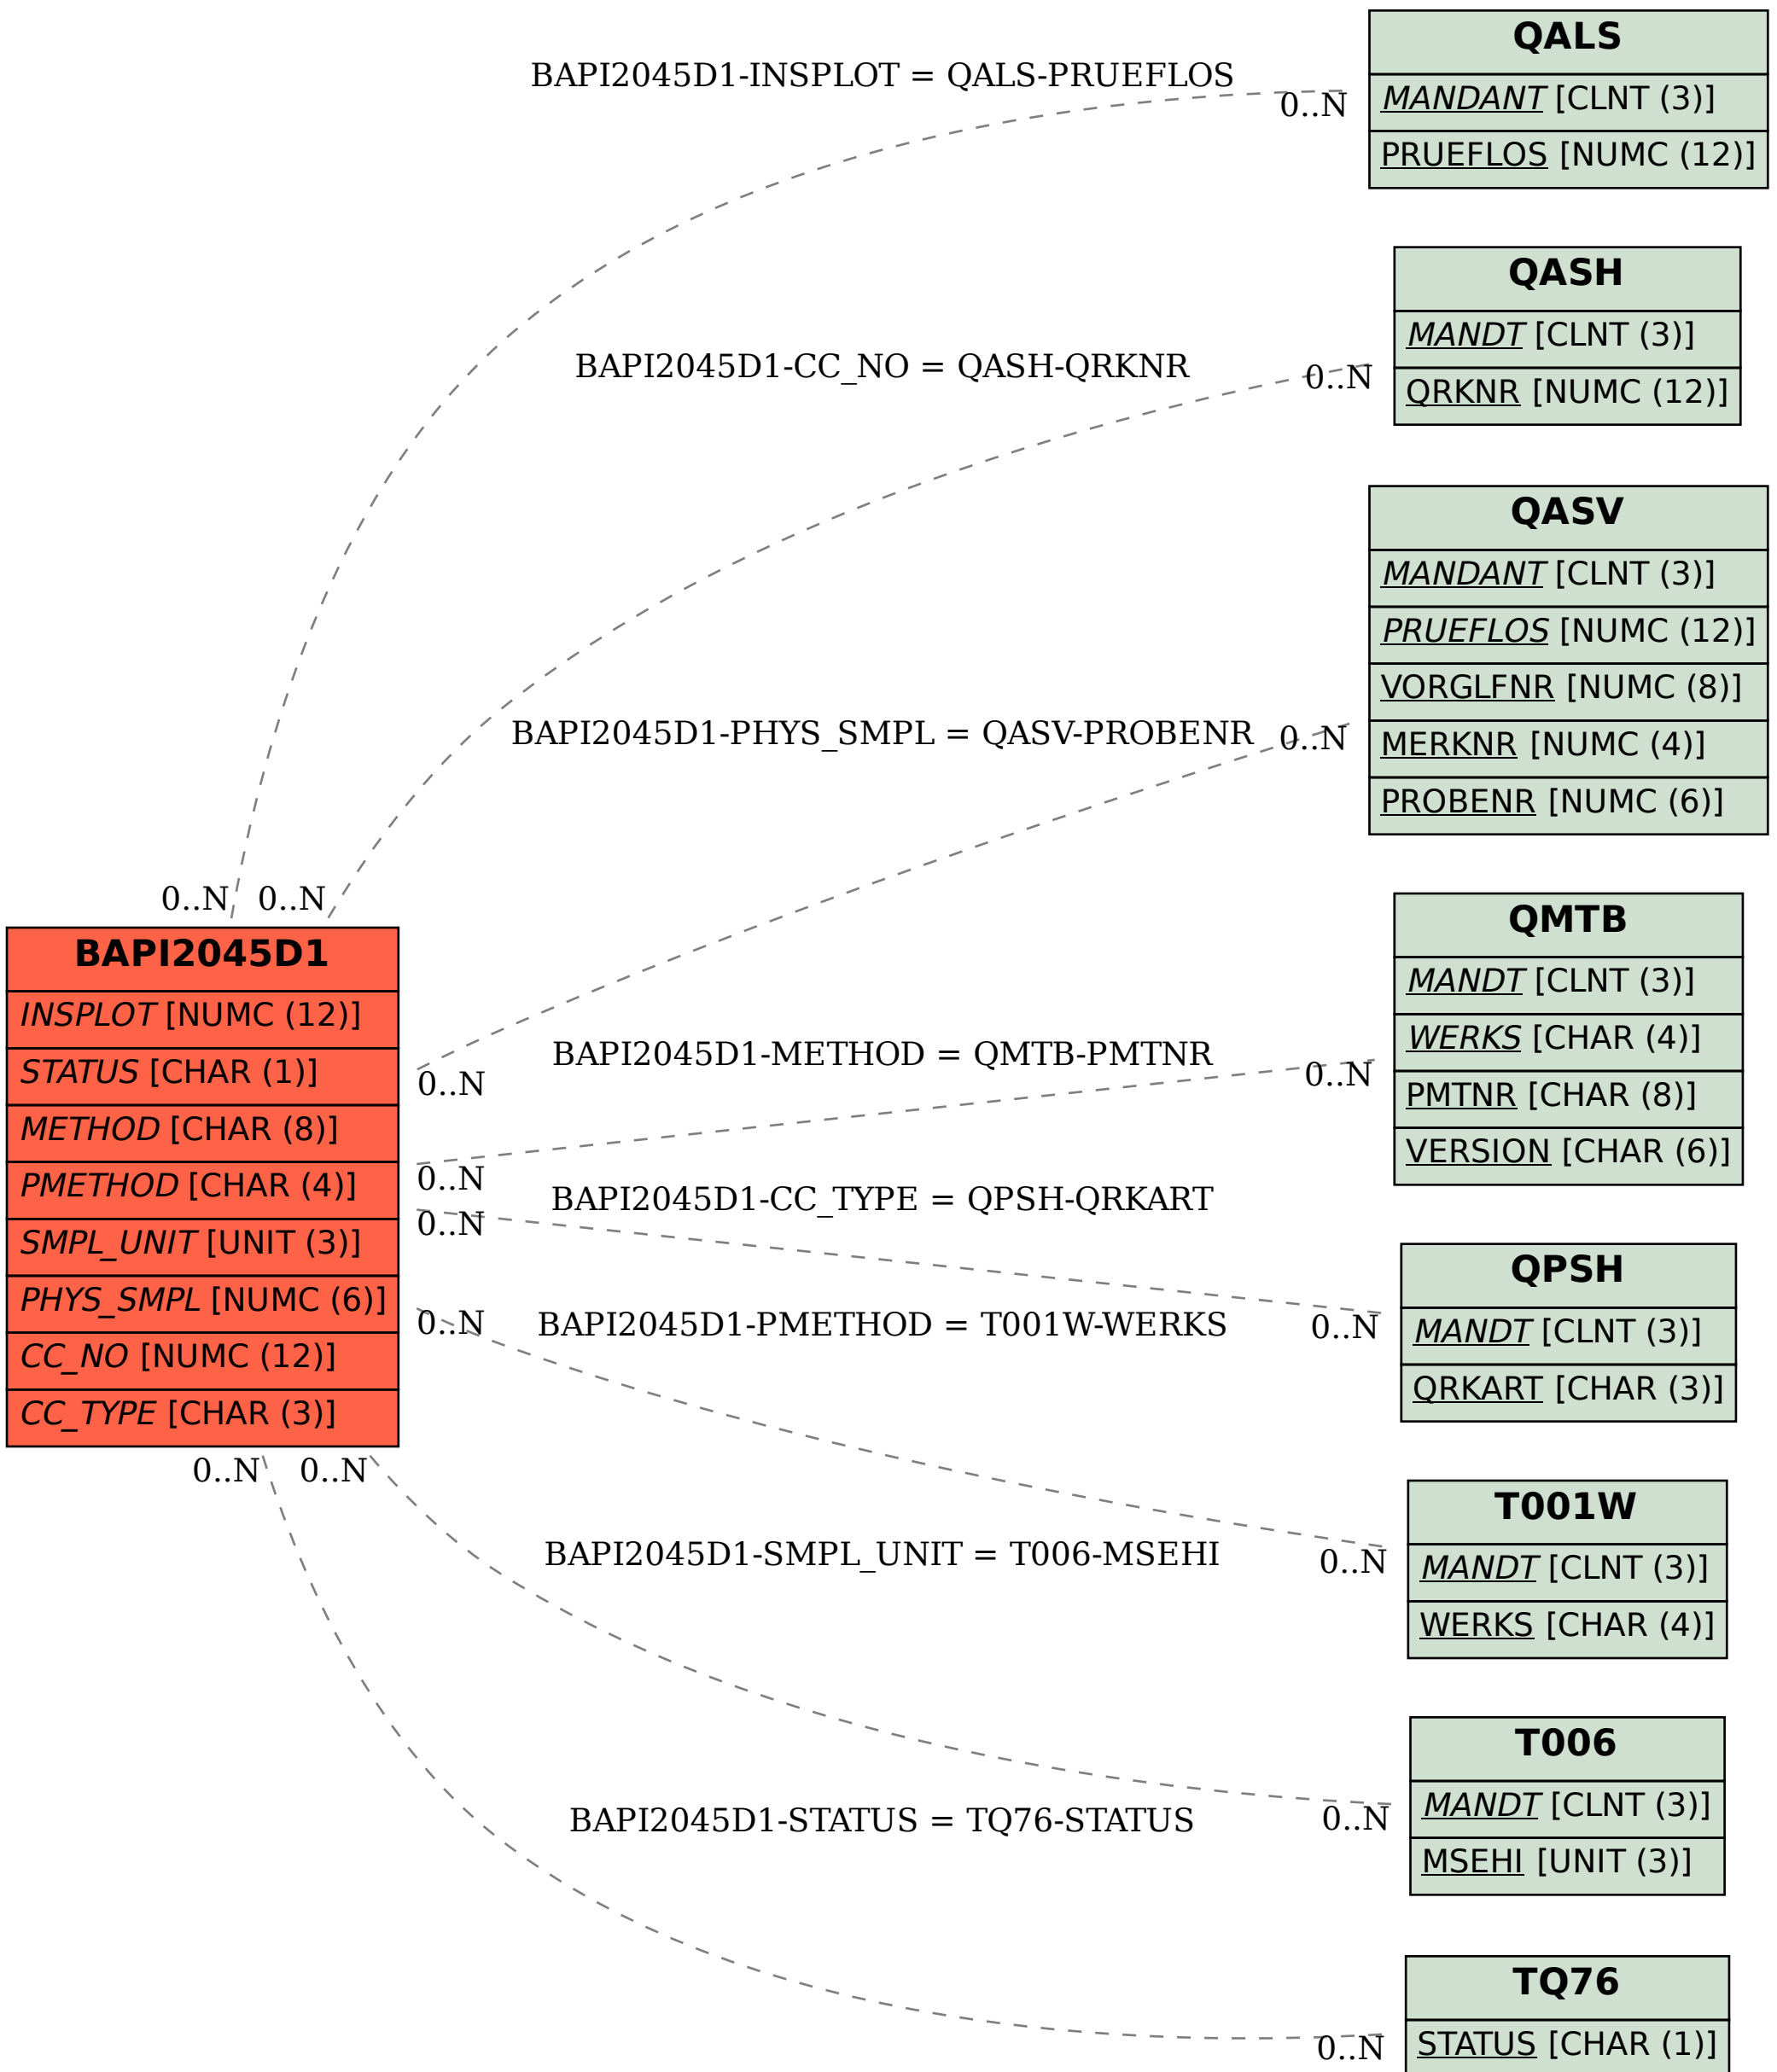 QALS
MANDANT [CLNT (3)]
PRUEFLOS [NUMC (12)]
BAPI2045D1-INSPLOT = QALS-PRUEFLOS
0..N
QASH
MANDT [CLNT (3)]
QRKNR [NUMC (12)]
BAPI2045D1-CC_NO = QASH-QRKNR
0..N
QASV
MANDANT [CLNT (3)]
PRUEFLOS [NUMC (12)]
VORGLFNR [NUMC (8)]
MERKNR [NUMC (4)]
PROBENR [NUMC (6)]
BAPI2045D1-PHYS_SMPL = QASV-PROBENR
0..N
0..N 0..N
BAPI2045D1
INSPLOT [NUMC (12)]
STATUS [CHAR (1)]
METHOD [CHAR (8)]
PMETHOD [CHAR (4)]
SMPL_UNIT [UNIT (3)]
PHYS_SMPL [NUMC (6)]
CC_NO [NUMC (12)]
CC_TYPE [CHAR (3)]
0..N
0..N
0..N
0..N
0..N 0..N
QMTB
MANDT [CLNT (3)]
WERKS [CHAR (4)]
PMTNR [CHAR (8)]
VERSION [CHAR (6)]
BAPI2045D1-METHOD = QMTB-PMTNR
0..N
BAPI2045D1-CC_TYPE = QPSH-QRKART
QPSH
MANDT [CLNT (3)]
QRKART [CHAR (3)]
0..N
BAPI2045D1-PMETHOD = T001W-WERKS
T001W
MANDT [CLNT (3)]
WERKS [CHAR (4)]
0..N
BAPI2045D1-SMPL_UNIT = T006-MSEHI
T006
MANDT [CLNT (3)]
MSEHI [UNIT (3)]
0..N
BAPI2045D1-STATUS = TQ76-STATUS
TQ76
STATUS [CHAR (1)]
0..N